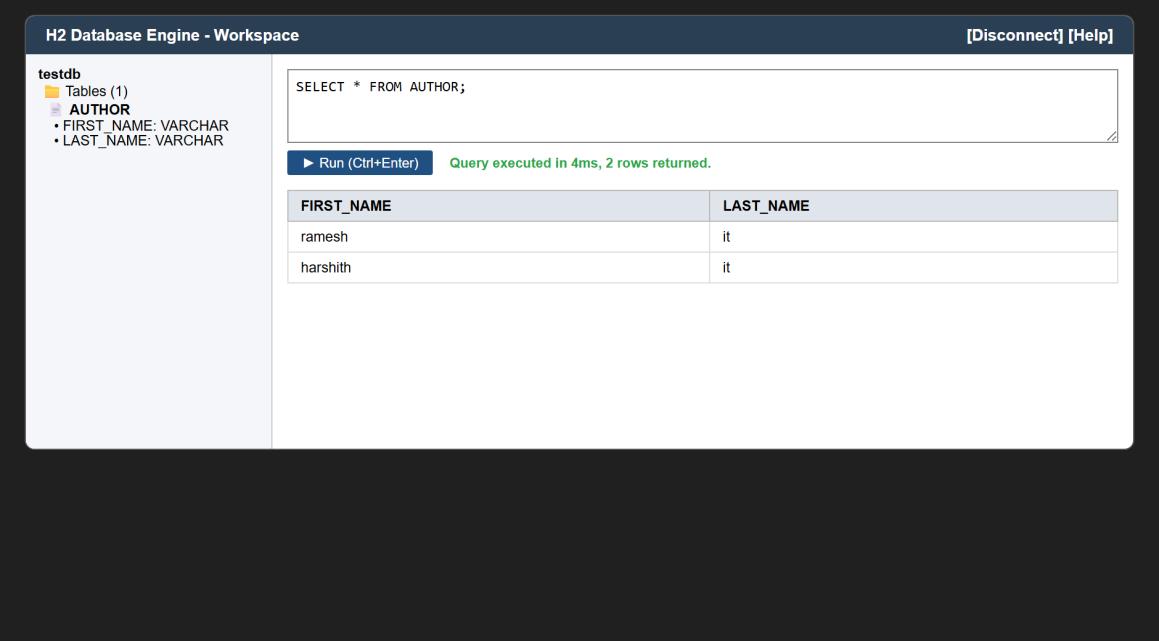 H2 Database Engine - Workspace [Disconnect] [Help]
testdb
Tables (1)
AUTHOR
• FIRST_NAME: VARCHAR
• LAST_NAME: VARCHAR
SELECT * FROM AUTHOR;
▶ Run (Ctrl+Enter) Query executed in 4ms, 2 rows returned.
FIRST_NAME LAST_NAME
ramesh it
harshith it